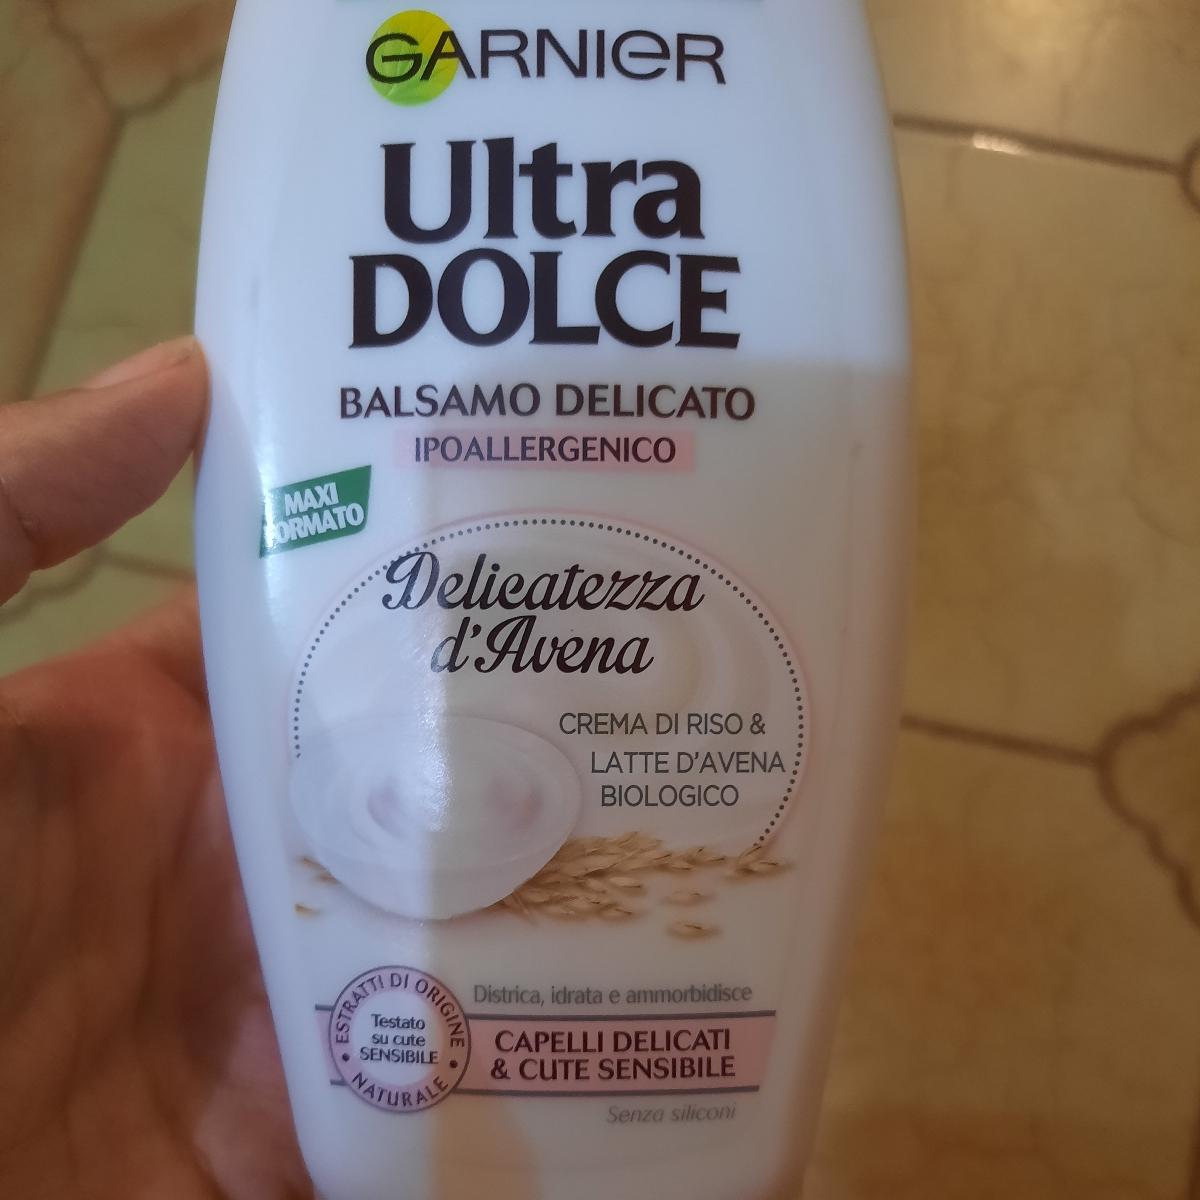 GARNIER
Ultra
DOLCE
BALSAMO DELICATO
IPOALLERGENICO
MAXI
FORMATO
Delicatezza
d'Avena
CREMA DI RISO &
LATTE D'AVENA
BIOLOGICO
Districa, idrata e ammorbidisce
CAPELLI DELICATI
& CUTE SENSIBILE
ESTRATTI DI ORIGINE
NATURALE
Testato
su cute
SENSIBILE
Senza siliconi